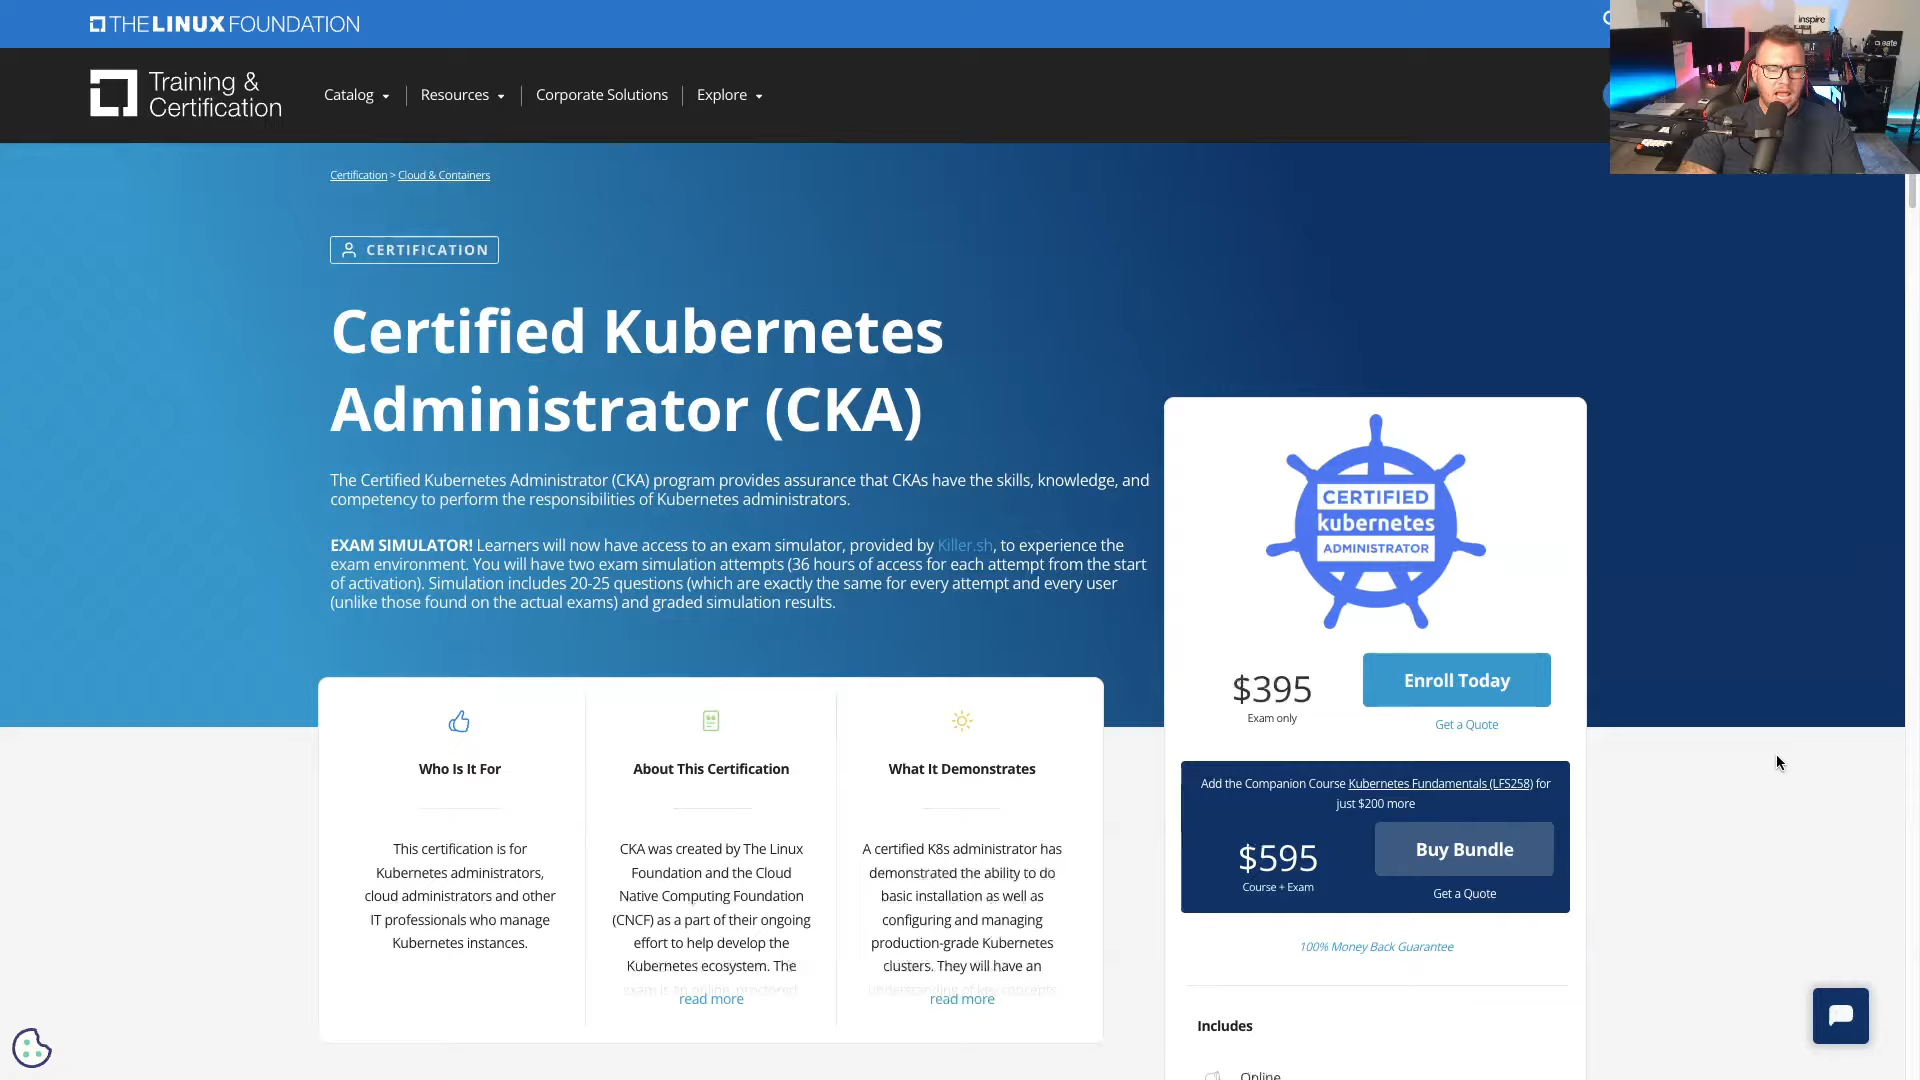 THE LINUX FOUNDATION
inspire
create
Training &
Certification
Catalog
Resources
Corporate Solutions
Explore
Certification > Cloud & Containers
CERTIFICATION
Certified Kubernetes
Administrator (CKA)
The Certified Kubernetes Administrator (CKA) program provides assurance that CKAs have the skills, knowledge, and
competency to perform the responsibilities of Kubernetes administrators.
EXAM SIMULATOR! Learners will now have access to an exam simulator, provided by Killer.sh, to experience the
exam environment. You will have two exam simulation attempts (36 hours of access for each attempt from the start
of activation). Simulation includes 20-25 questions (which are exactly the same for every attempt and every user
(unlike those found on the actual exams) and graded simulation results.
Who Is It For
This certification is for
Kubernetes administrators,
cloud administrators and other
IT professionals who manage
Kubernetes instances.
About This Certification
CKA was created by The Linux
Foundation and the Cloud
Native Computing Foundation
(CNCF) as a part of their ongoing
effort to help develop the
Kubernetes ecosystem. The
exam is an online, proctored
read more
What It Demonstrates
A certified K8s administrator has
demonstrated the ability to do
basic installation as well as
configuring and managing
production-grade Kubernetes
clusters. They will have an
understanding of key concepts
read more
CERTIFIED
kubernetes
ADMINISTRATOR
$395
Exam only
Enroll Today
Get a Quote
Add the Companion Course Kubernetes Fundamentals (LFS258) for
just $200 more
$595
Course + Exam
Buy Bundle
Get a Quote
100% Money Back Guarantee
Includes
Online